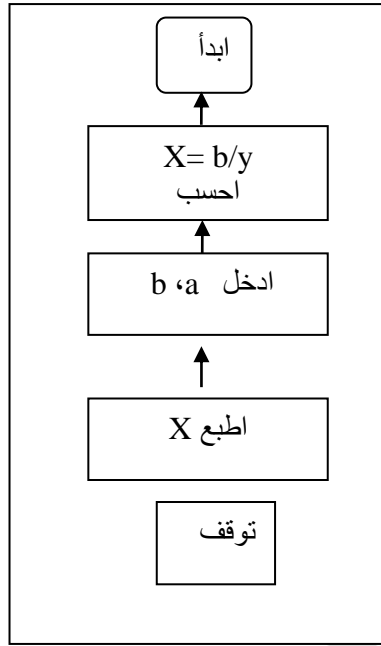 ابدأ
X= b/y
احسب
ادخل a، b
اطبع X
توقف